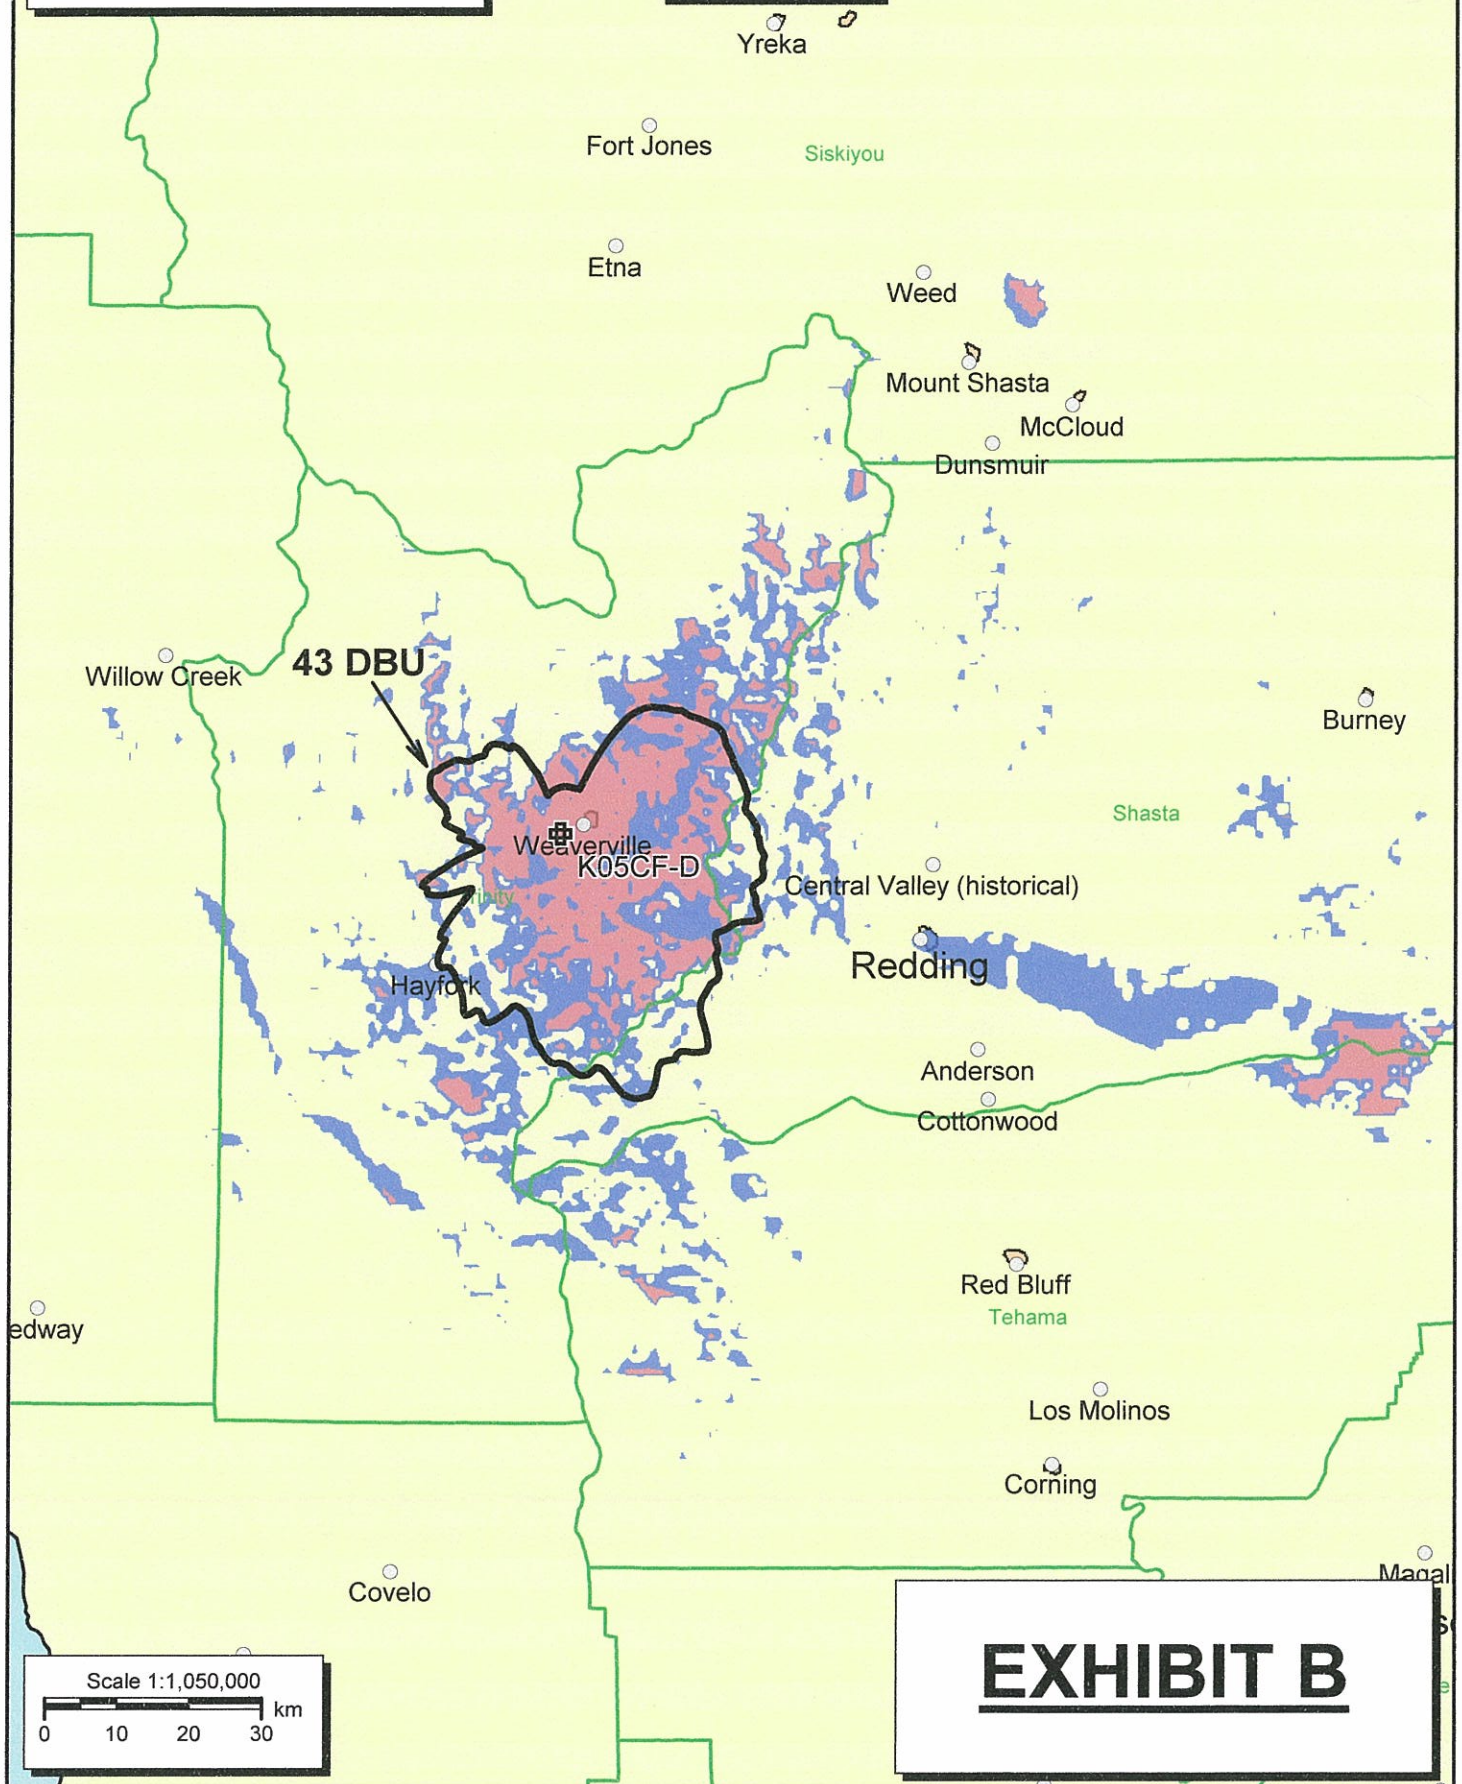 Yreka
Fort Jones
Siskiyou
Etna
Weed
Mount Shasta
McCloud
Dunsmuir
43 DBU
Willow Creek
Burney
Shasta
Weaverville
K05CF-D
Central Valley (historical)
rinity
Redding
Hayfork
Anderson
Cottonwood
Red Bluff
Tehama
edway
Los Molinos
Corning
Magal
Covelo
EXHIBIT B
Scale 1:1,050,000
km
0 10 20 30